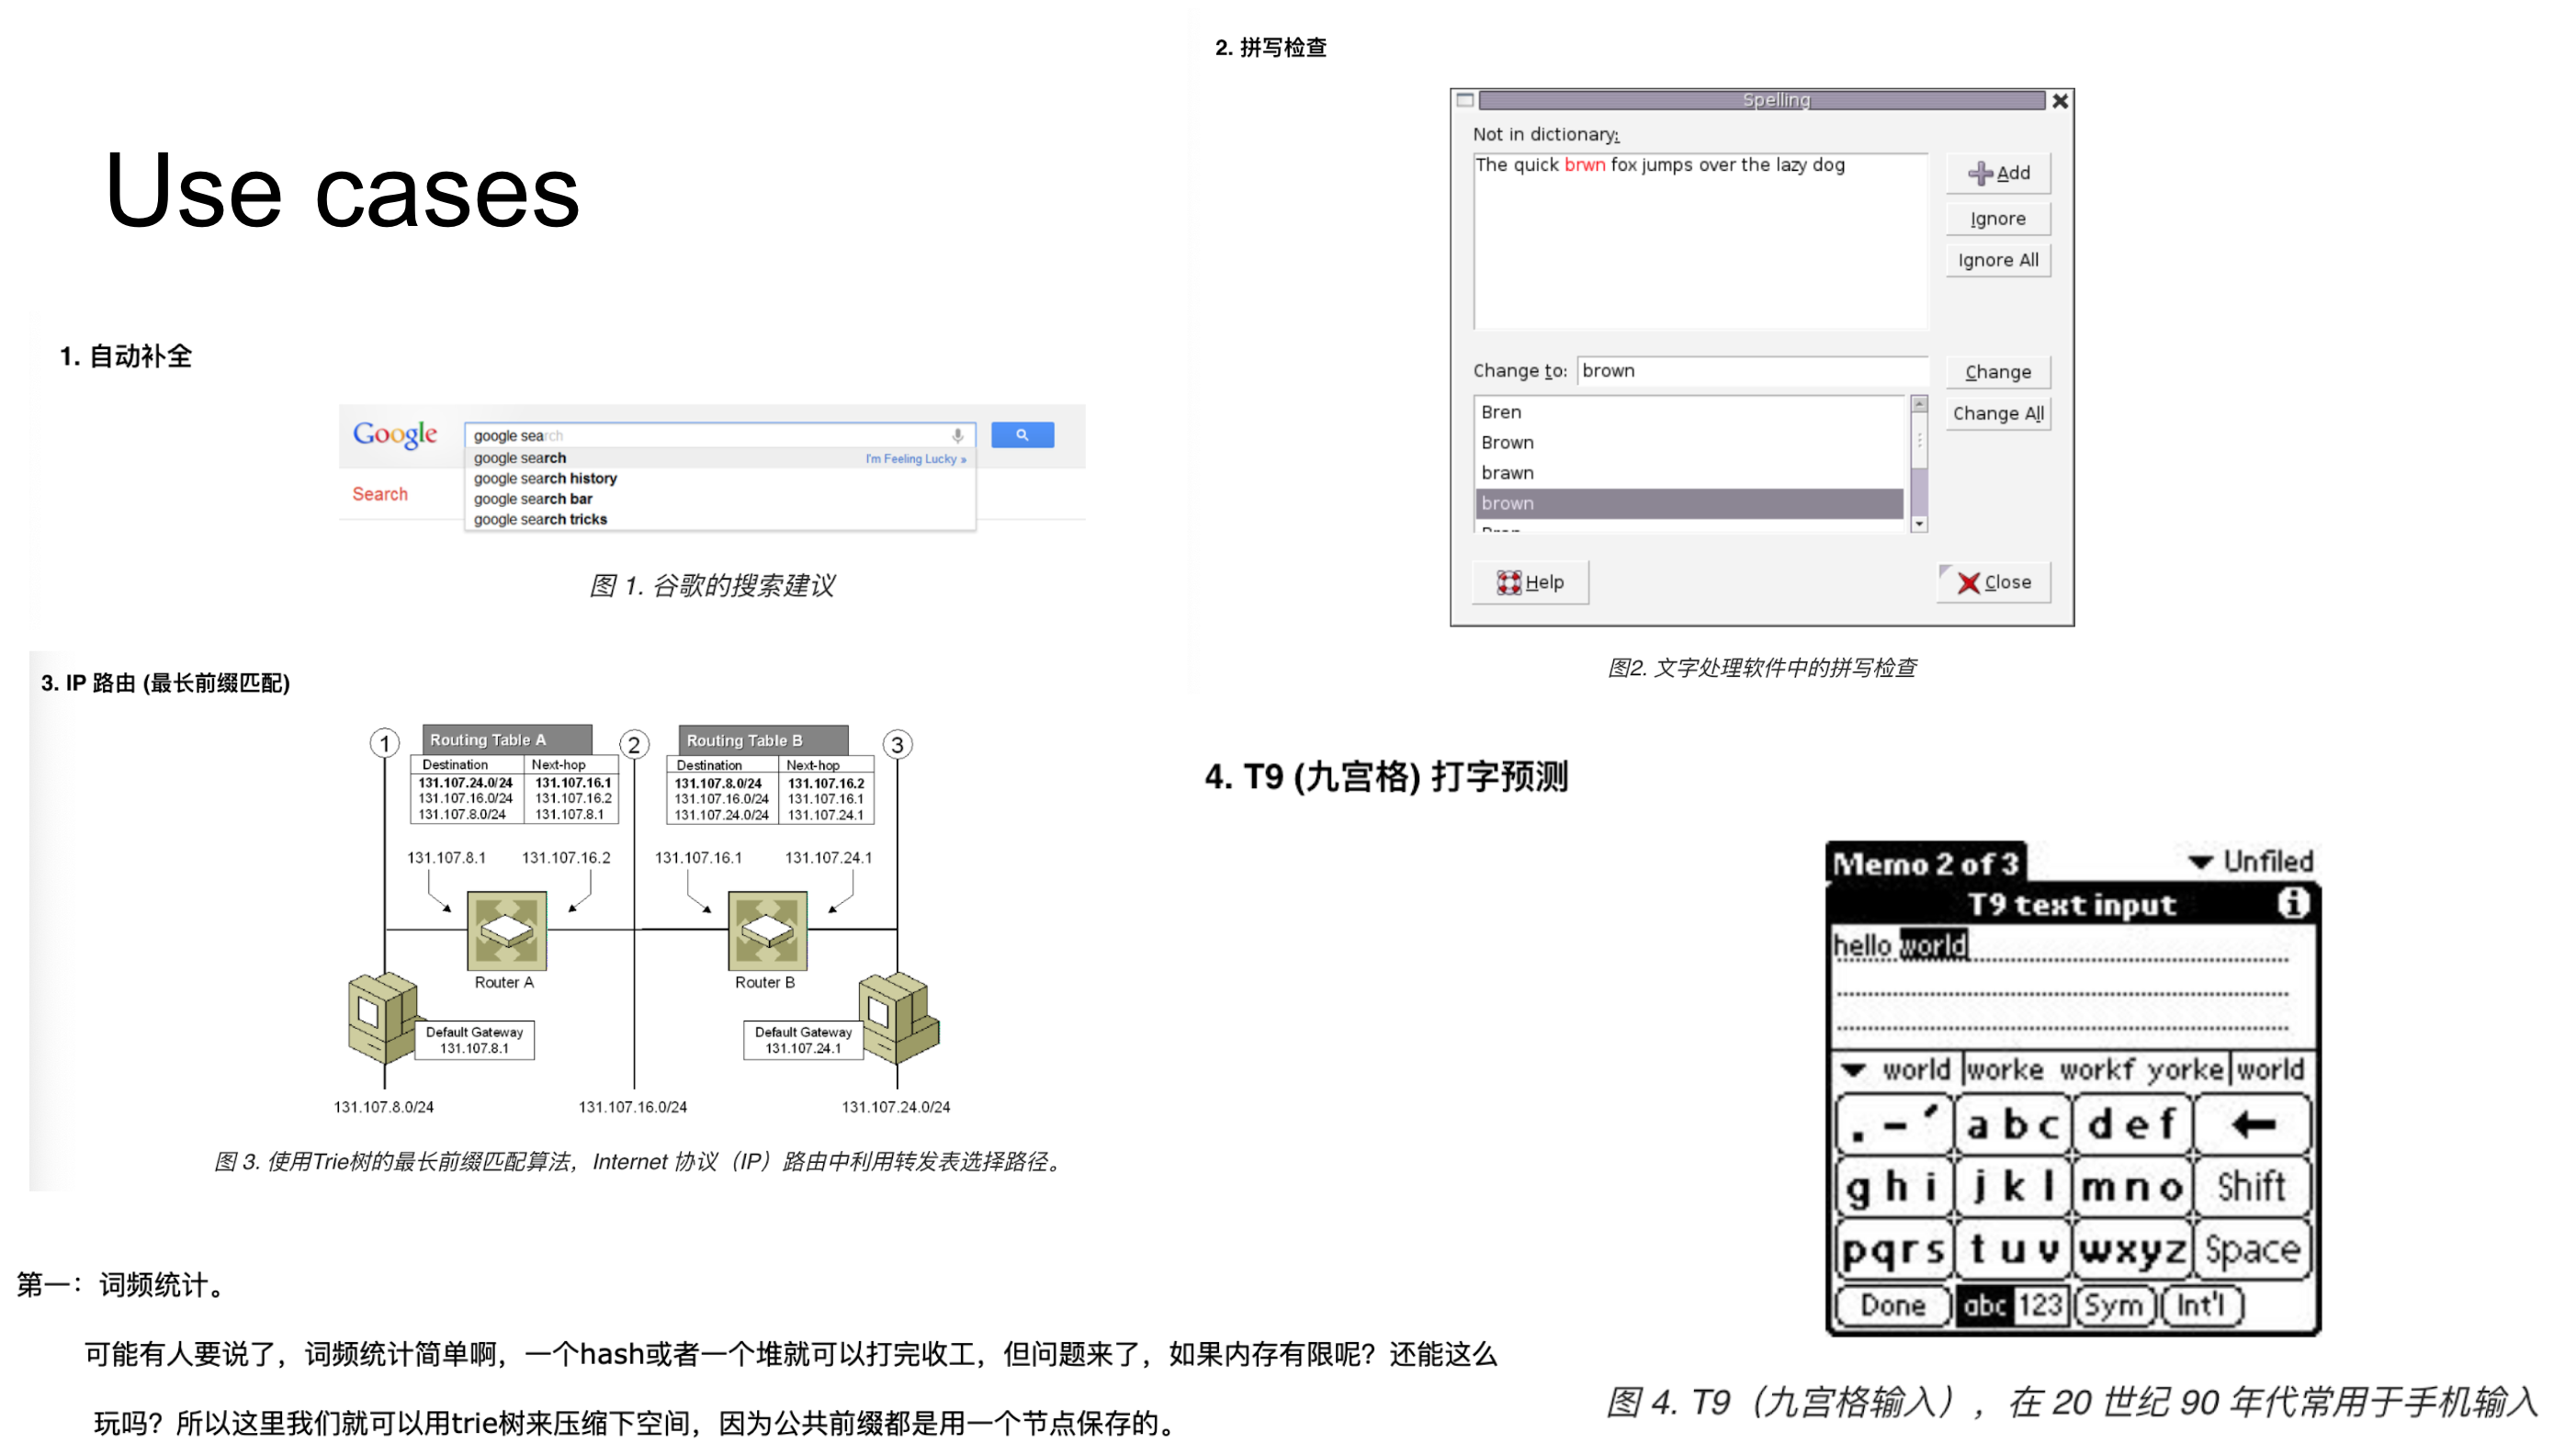 Use cases
1. 自动补全
Google
google search
google search
I'm Feeling Lucky »
google search history
google search bar
google search tricks
Search
图 1. 谷歌的搜索建议
2. 拼写检查
Spelling
Not in dictionary:
The quick brwn fox jumps over the lazy dog
Add
Ignore
Ignore All
Change to: brown
Change
Change All
Bren
Brown
brawn
brown
Help
Close
图2. 文字处理软件中的拼写检查
3. IP 路由 (最长前缀匹配)
1
Routing Table A
2
Routing Table B
3
Destination Next-hop
131.107.24.0/24 131.107.16.1
131.107.16.0/24 131.107.16.2
131.107.8.0/24 131.107.8.1
Destination Next-hop
131.107.8.0/24 131.107.16.2
131.107.16.0/24 131.107.16.1
131.107.24.0/24 131.107.24.1
131.107.8.1 131.107.16.2 131.107.16.1 131.107.24.1
Router A
Router B
Default Gateway
131.107.8.1
Default Gateway
131.107.24.1
131.107.8.0/24 131.107.16.0/24 131.107.24.0/24
图 3. 使用Trie树的最长前缀匹配算法，Internet 协议（IP）路由中利用转发表选择路径。
4. T9 (九宫格) 打字预测
Memo 2 of 3
Unfiled
T9 text input
i
hello world
world worke workf yorke world
. - ' abc def
ghi jkl mno Shift
pqrs tuv wxyz Space
Done abc 123 Sym Int'l
图 4. T9（九宫格输入），在 20 世纪 90 年代常用于手机输入
第一：词频统计。
可能有人要说了，词频统计简单啊，一个hash或者一个堆就可以打完收工，但问题来了，如果内存有限呢？还能这么
玩吗？所以这里我们就可以用trie树来压缩下空间，因为公共前缀都是用一个节点保存的。